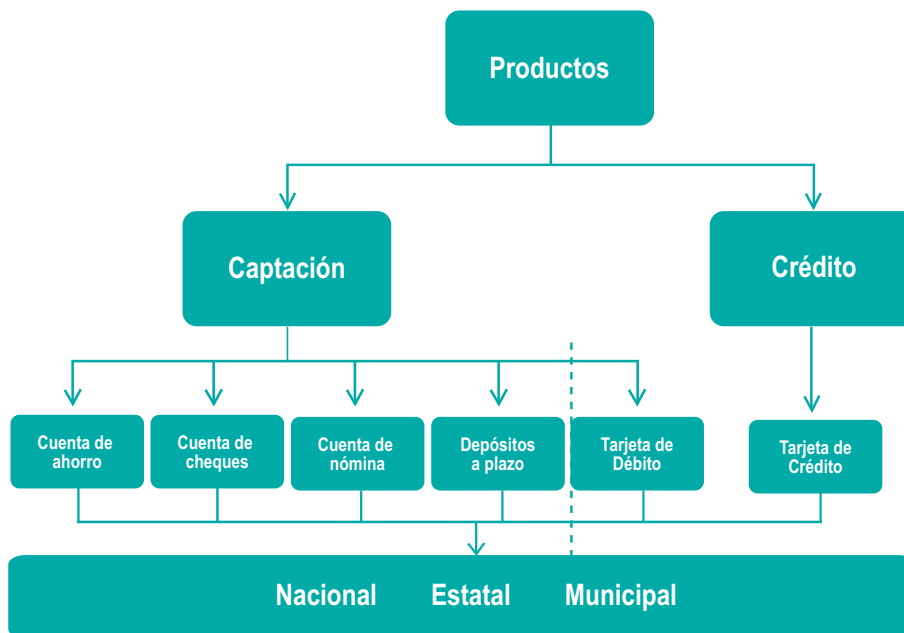 Productos
Captación
Crédito
Cuenta de
ahorro
Cuenta de
cheques
Cuenta de
nómina
Depósitos
a plazo
Tarjeta de
Débito
Tarjeta de
Crédito
Nacional Estatal Municipal